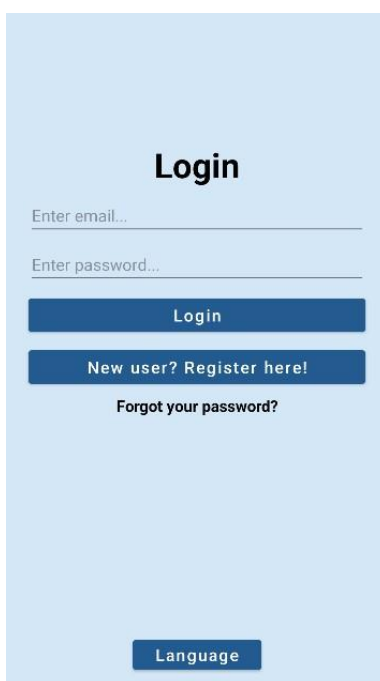 Login
Enter email...
Enter password...
Login
New user? Register here!
Forgot your password?
Language